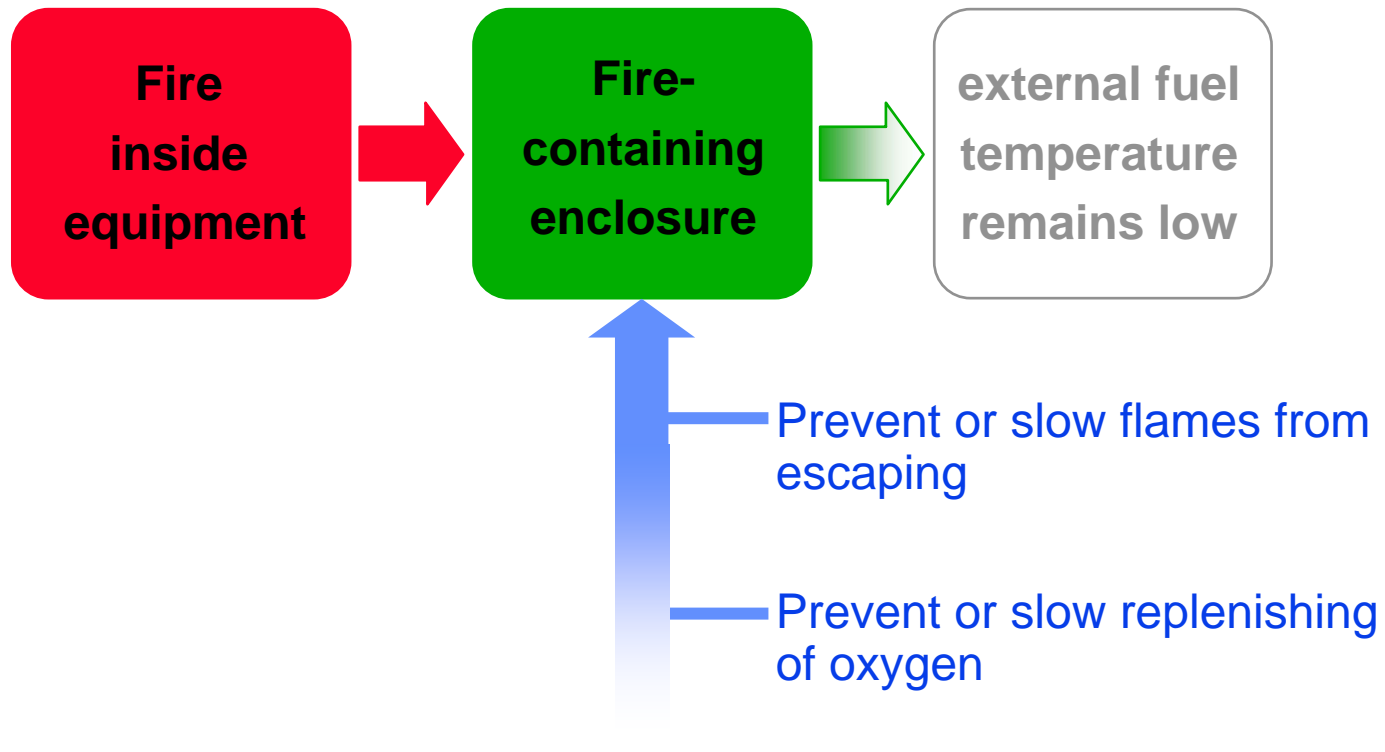 Fire
inside
equipment
Fire-
containing
enclosure
external fuel
temperature
remains low
Prevent or slow flames from
escaping
Prevent or slow replenishing
of oxygen